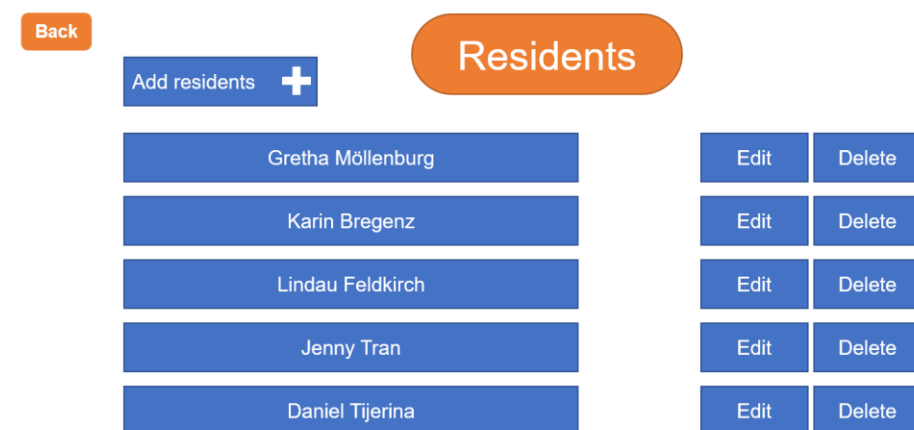 Back
Residents
Add residents
Gretha Möllenburg Edit Delete
Karin Bregenz Edit Delete
Lindau Feldkirch Edit Delete
Jenny Tran Edit Delete
Daniel Tijerina Edit Delete